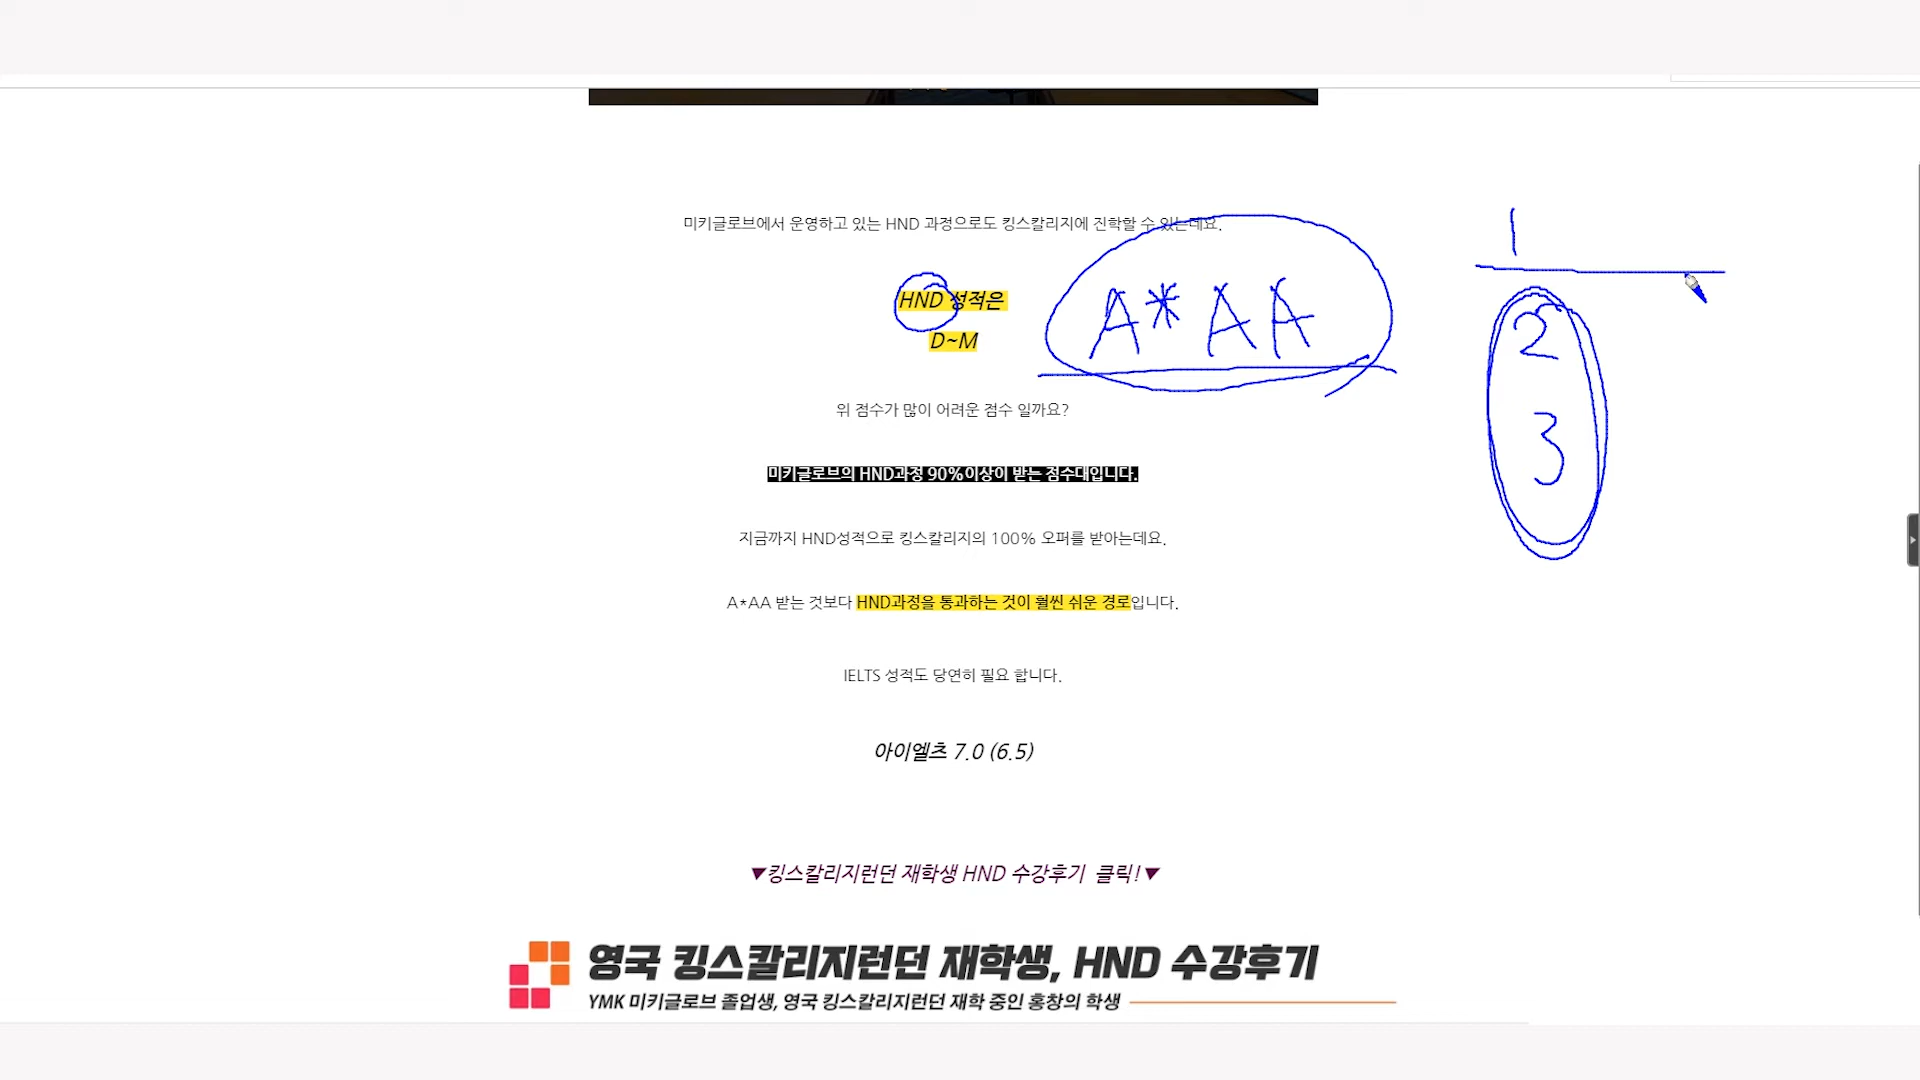 미키글로브에서 운영하고 있는 HND 과정으로도 킹스칼리지에 진학할 수 있는데요.
HND 성적은
D~M
A*AA
1
2
3
위 점수가 많이 어려운 점수 일까요?
미키글로브의 HND과정 90%이상이 받는 점수대입니다.
지금까지 HND성적으로 킹스칼리지의 100% 오퍼를 받아는데요.
A*AA 받는 것보다 HND과정을 통과하는 것이 훨씬 쉬운 경로입니다.
IELTS 성적도 당연히 필요 합니다.
아이엘츠 7.0 (6.5)
▼킹스칼리지런던 재학생 HND 수강후기 클릭!▼
영국 킹스칼리지런던 재학생, HND 수강후기
YMK 미키글로브 졸업생, 영국 킹스칼리지런던 재학 중인 홍창의 학생